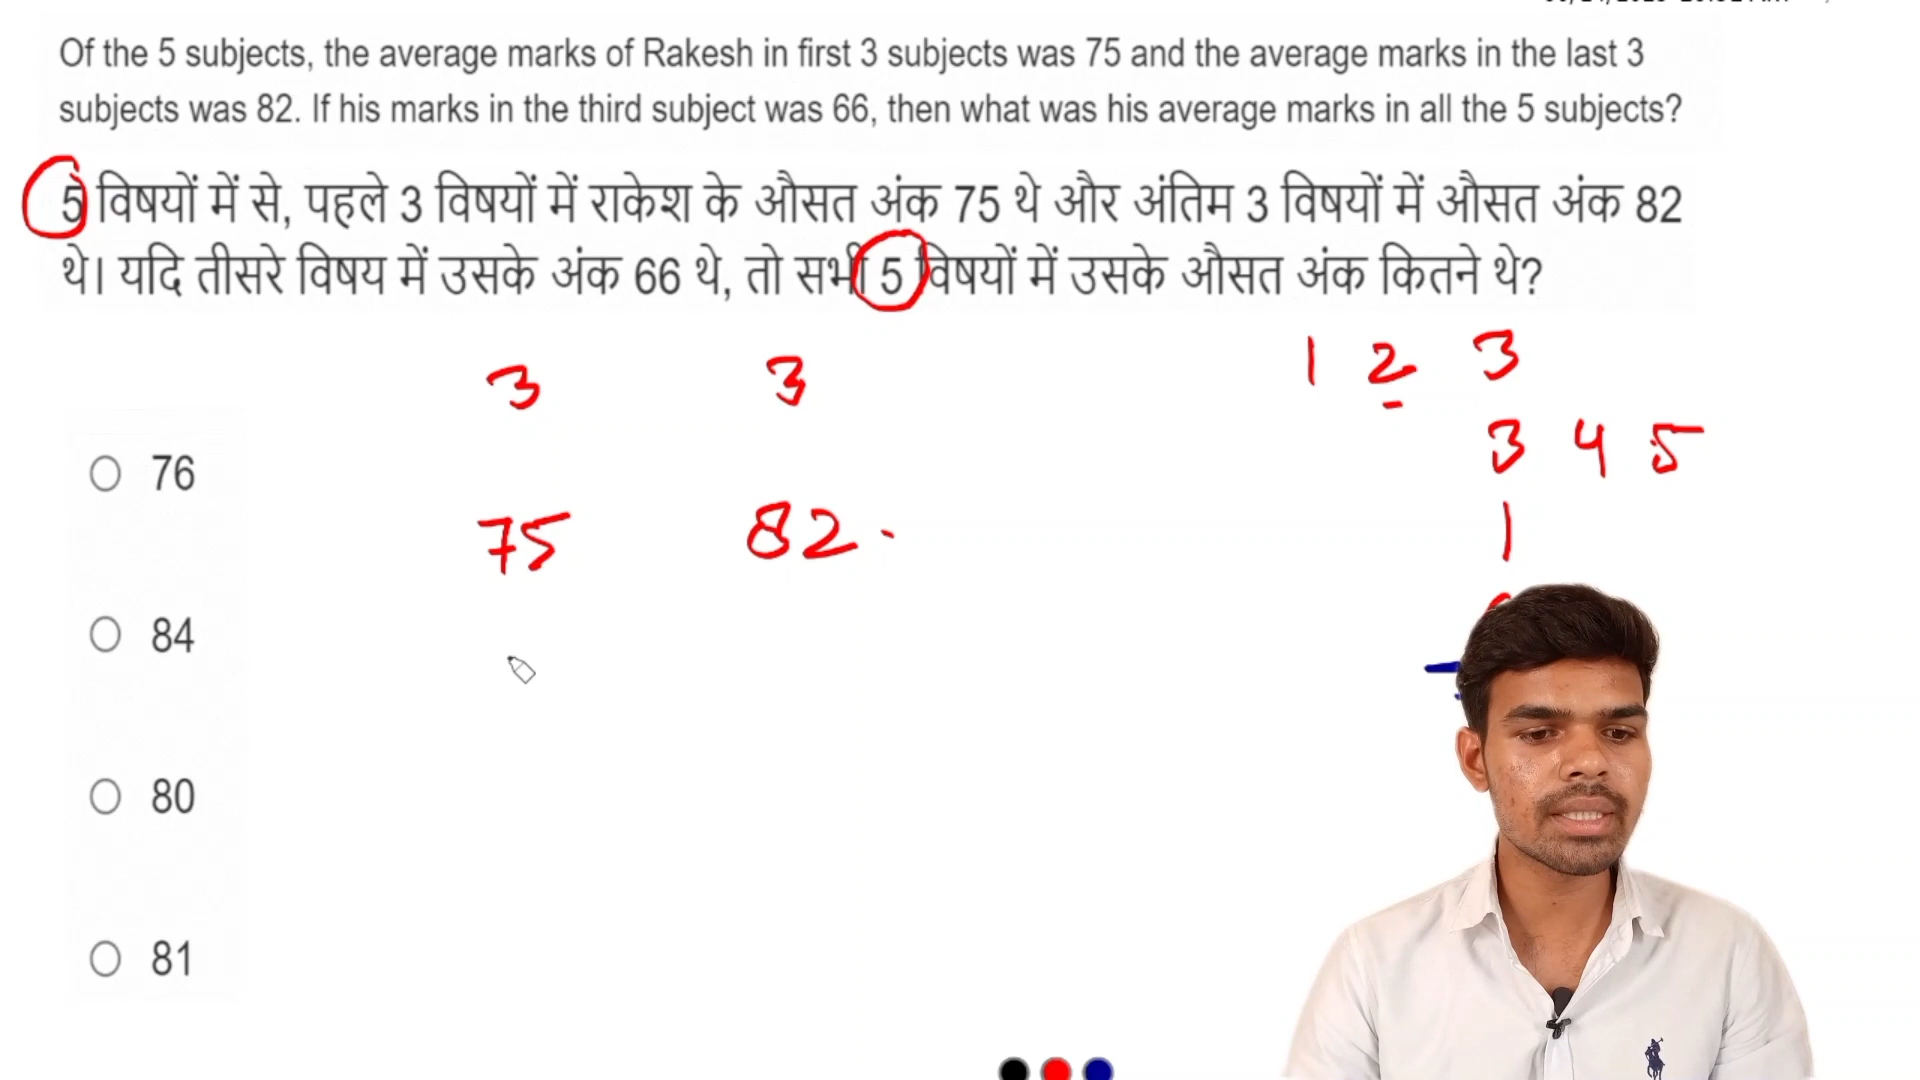 Of the 5 subjects, the average marks of Rakesh in first 3 subjects was 75 and the average marks in the last 3
subjects was 82. If his marks in the third subject was 66, then what was his average marks in all the 5 subjects?
5 विषयों में से, पहले 3 विषयों में राकेश के औसत अंक 75 थे और अंतिम 3 विषयों में औसत अंक 82
थे। यदि तीसरे विषय में उसके अंक 66 थे, तो सभी 5 विषयों में उसके औसत अंक कितने थे?
3 3
1 2 3
3 4 5
76
75 82
1
84
80
81